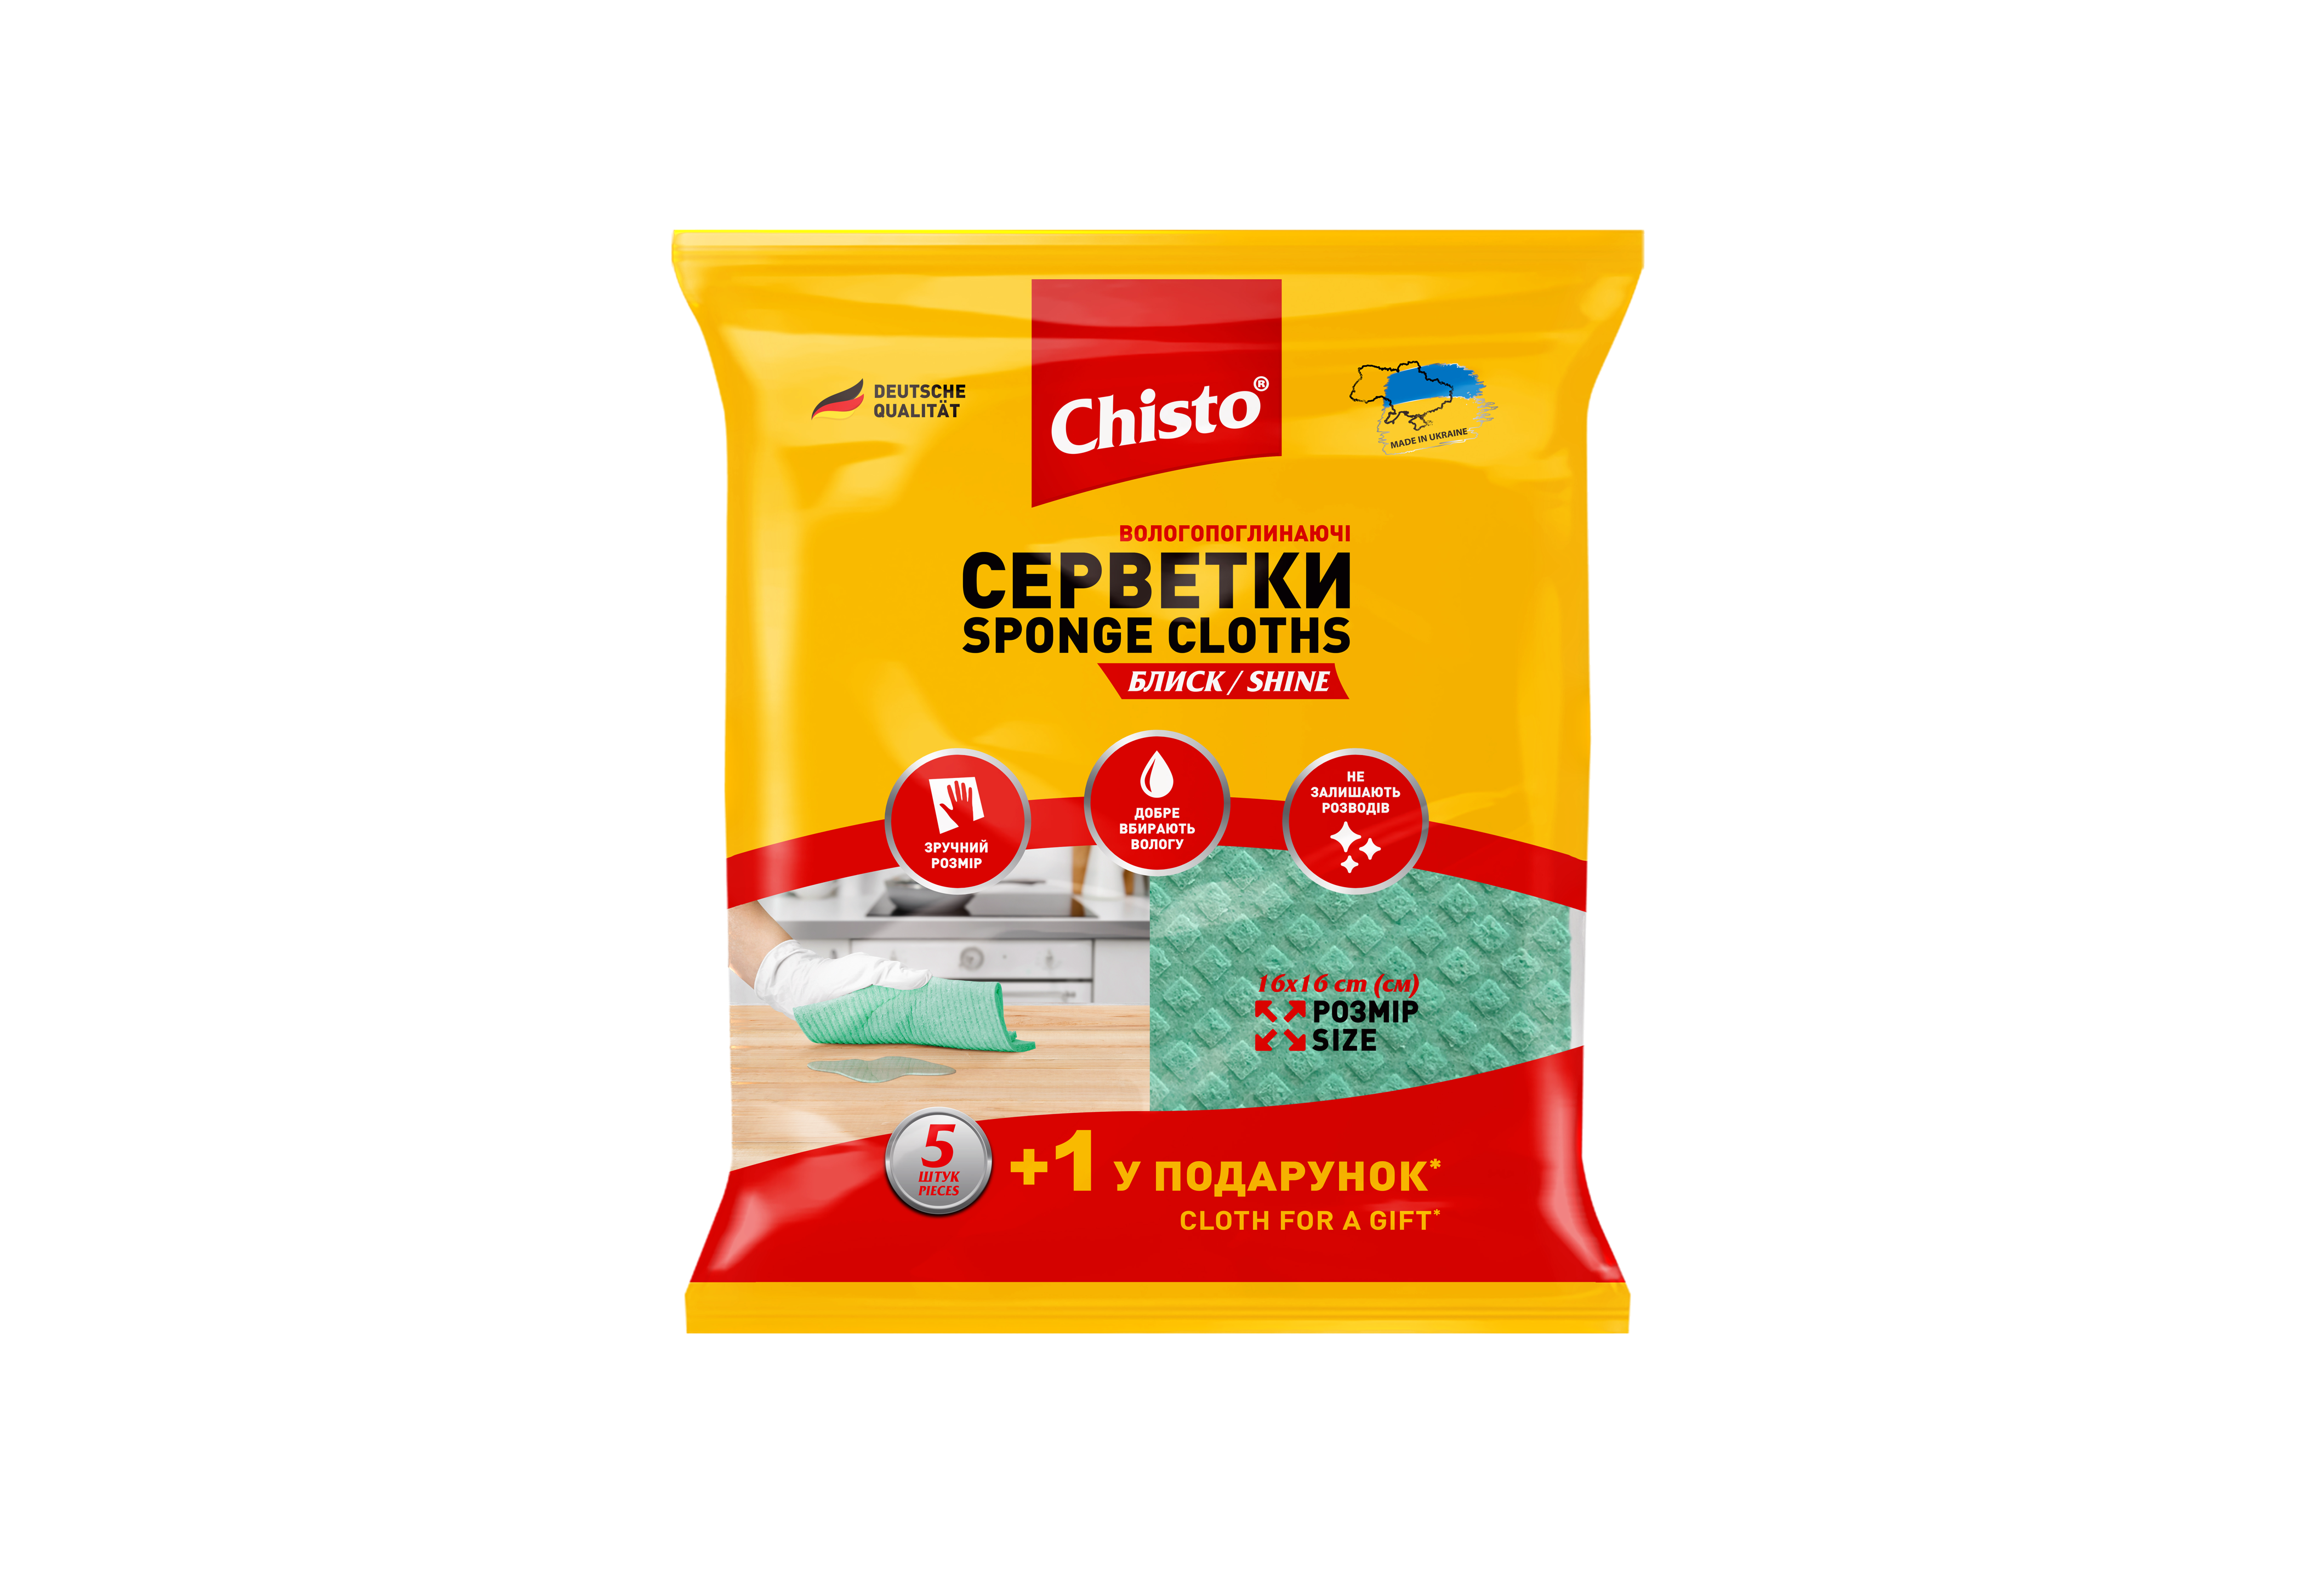 DEUTSCHE
QUALITÄT
Chisto®
MADE IN UKRAINE
ВОЛОГОПОГЛИНАЮЧІ
СЕРВЕТКИ
SPONGE CLOTHS
БЛИСК / SHINE
ЗРУЧНИЙ
РОЗМІР
ДОБРЕ
ВБИРАЮТЬ
ВОЛОГУ
НЕ
ЗАЛИШАЮТЬ
РОЗВОДІВ
16x16 cm (см)
РОЗМІР
SIZE
5
ШТУК
PIECES
+1 У ПОДАРУНОК*
CLOTH FOR A GIFT*